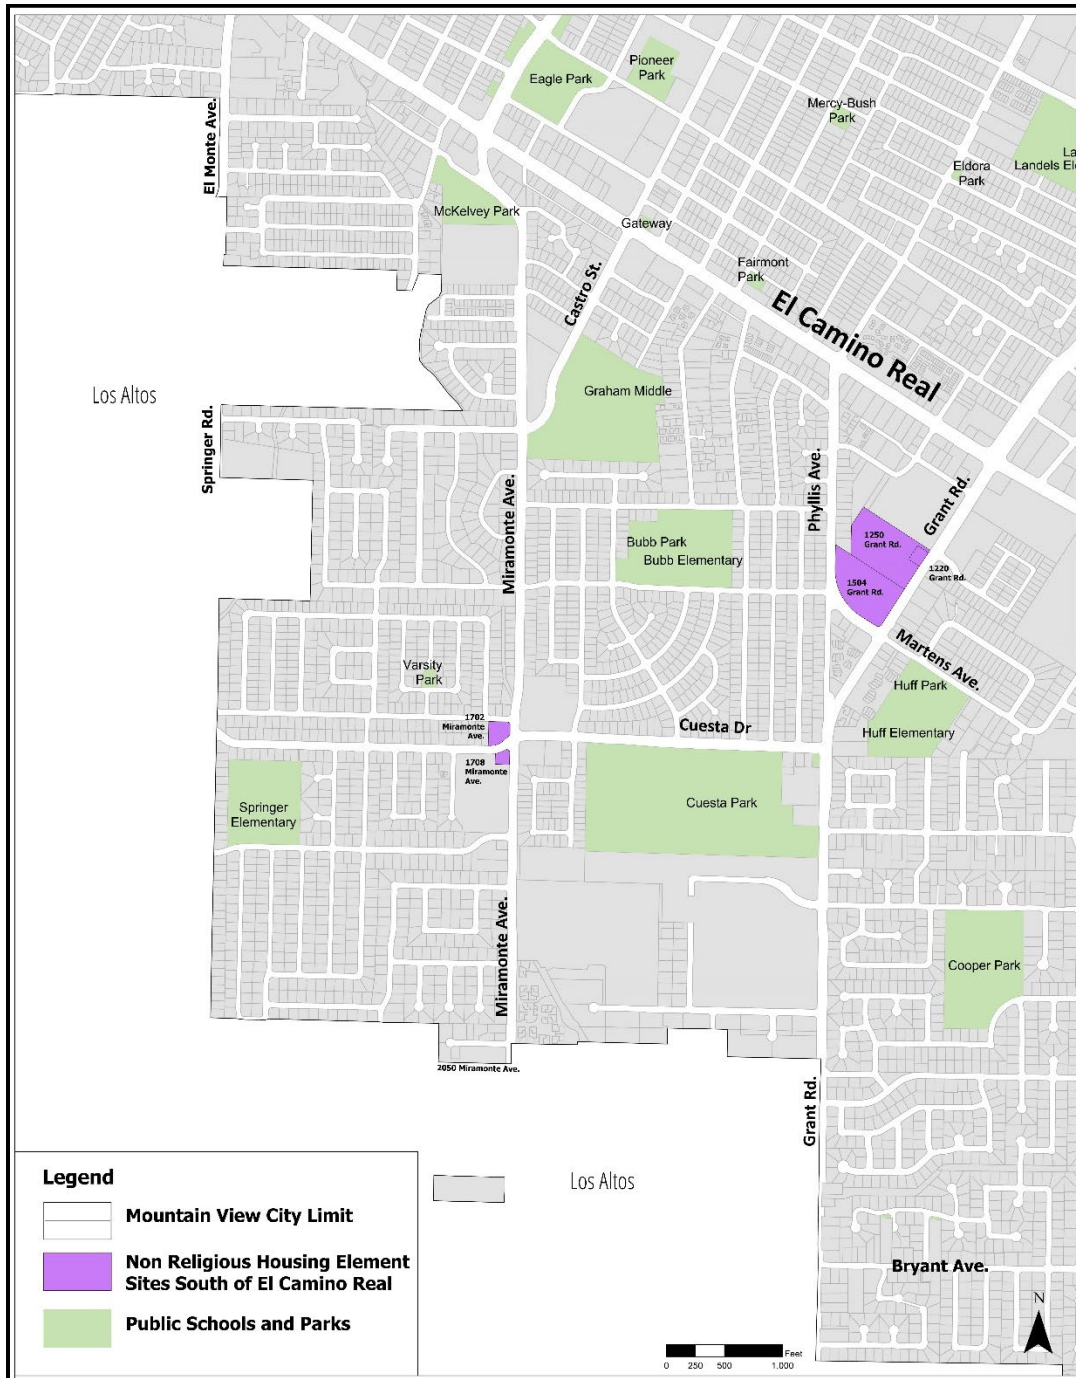 Pioneer
Park
Eagle Park
Mercy-Bush
Park
El Monte Ave.
La
Landels Ele
Eldora
Park
McKelvey Park
Gateway
Castro St.
Fairmont
Park
El Camino Real
Los Altos
Graham Middle
Springer Rd.
Miramonte Ave.
Phyllis Ave.
Grant Rd.
1250
Grant Rd.
Bubb Park
Bubb Elementary
1220
Grant Rd.
1504
Grant Rd.
Martens Ave.
Varsity
Park
Huff Park
1702
Miramonte
Ave.
Cuesta Dr
Huff Elementary
1708
Miramonte
Ave.
Springer
Elementary
Cuesta Park
Miramonte Ave.
Cooper Park
2050 Miramonte Ave.
Grant Rd.
Los Altos
Legend
Mountain View City Limit
Non Religious Housing Element
Sites South of El Camino Real
Public Schools and Parks
Bryant Ave.
N
Feet
0 250 500 1,000